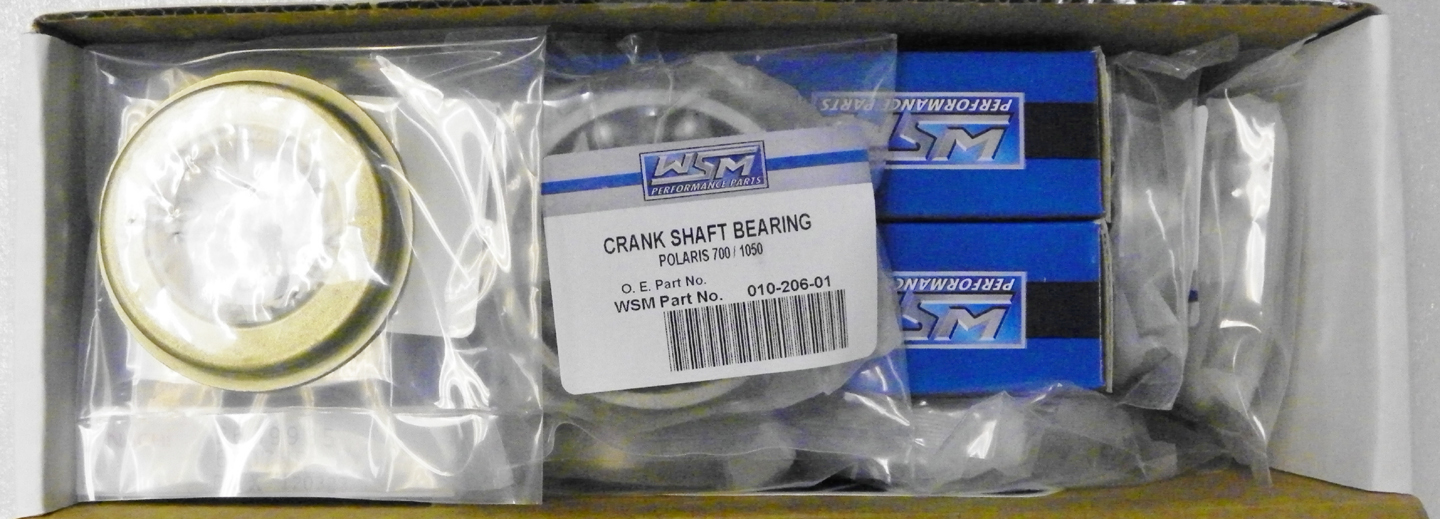 WSM
PERFORMANCE PARTS
CRANK SHAFT BEARING
POLARIS 700 / 1050
O. E. Part No.
WSM Part No. 010-206-01
WSM
PERFORMANCE PARTS
WSM
PERFORMANCE